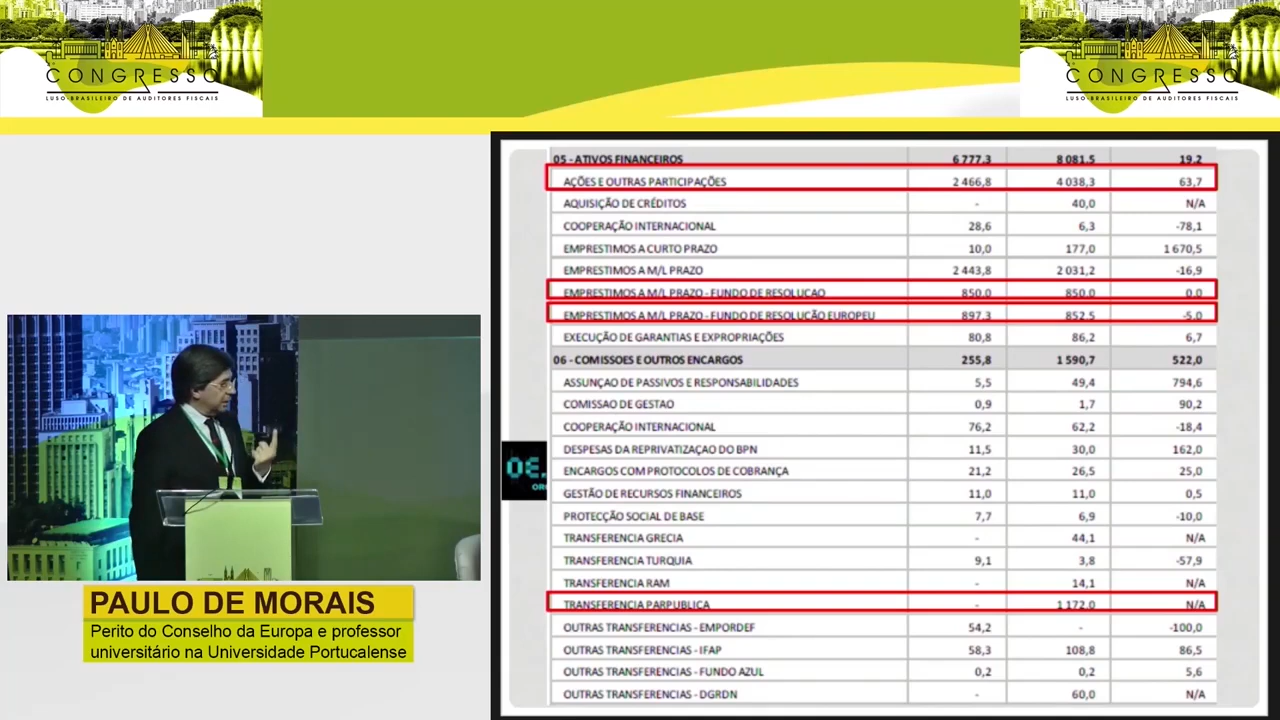 CONGRESSO
LUSO-BRASILEIRO DE AUDITORES FISCAIS
CONGRESSO
LUSO-BRASILEIRO DE AUDITORES FISCAIS
05 - ATIVOS FINANCEIROS 6 777,3 8 081,5 19,2
AÇÕES E OUTRAS PARTICIPAÇÕES 2 466,8 4 038,3 63,7
AQUISIÇÃO DE CRÉDITOS - 40,0 N/A
COOPERAÇÃO INTERNACIONAL 28,6 6,3 -78,1
EMPRESTIMOS A CURTO PRAZO 10,0 177,0 1 670,5
EMPRESTIMOS A M/L PRAZO 2 443,8 2 031,2 -16,9
EMPRESTIMOS A M/L PRAZO - FUNDO DE RESOLUCAO 850,0 850,0 0,0
EMPRESTIMOS A M/L PRAZO - FUNDO DE RESOLUCÃO EUROPEU 897,3 852,5 -5,0
EXECUÇÃO DE GARANTIAS E EXPROPRIAÇÕES 80,8 86,2 6,7
06 - COMISSOES E OUTROS ENCARGOS 255,8 1 590,7 522,0
ASSUNÇAO DE PASSIVOS E RESPONSABILIDADES 5,5 49,4 794,6
COMISSAO DE GESTAO 0,9 1,7 90,2
COOPERAÇÃO INTERNACIONAL 76,2 62,2 -18,4
DESPESAS DA REPRIVATIZAÇAO DO BPN 11,5 30,0 162,0
ENCARGOS COM PROTOCOLOS DE COBRANÇA 21,2 26,5 25,0
GESTÃO DE RECURSOS FINANCEIROS 11,0 11,0 0,5
PROTECÇÃO SOCIAL DE BASE 7,7 6,9 -10,0
TRANSFERENCIA GRECIA - 44,1 N/A
TRANSFERENCIA TURQUIA 9,1 3,8 -57,9
TRANSFERENCIA RAM - 14,1 N/A
TRANSFERENCIA PARPUBLICA - 1 172,0 N/A
OUTRAS TRANSFERENCIAS - EMPORDEF 54,2 - -100,0
OUTRAS TRANSFERENCIAS - IFAP 58,3 108,8 86,5
OUTRAS TRANSFERENCIAS - FUNDO AZUL 0,2 0,2 5,6
OUTRAS TRANSFERENCIAS - DGRDN - 60,0 N/A
PAULO DE MORAIS
Perito do Conselho da Europa e professor
universitário na Universidade Portucalense